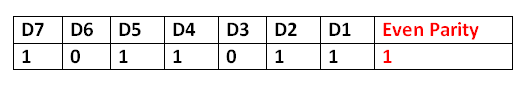 D7 D6 D5 D4 D3 D2 D1 Even Parity
1 0 1 1 0 1 1 1